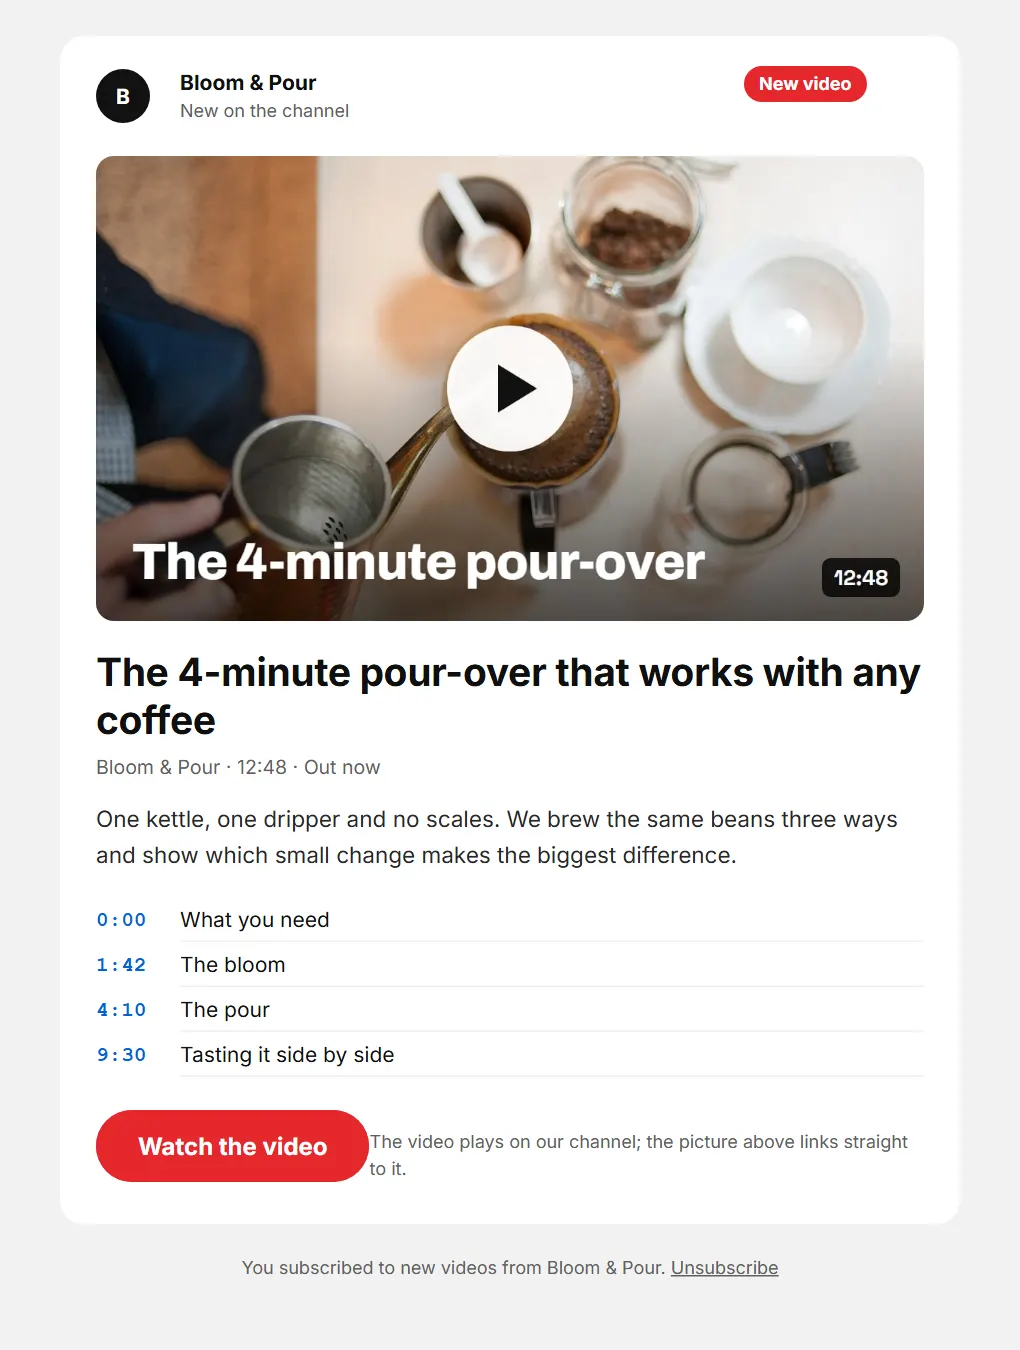 B
Bloom & Pour
New on the channel
New video
The 4-minute pour-over
12:48
The 4-minute pour-over that works with any
coffee
Bloom & Pour · 12:48 · Out now
One kettle, one dripper and no scales. We brew the same beans three ways
and show which small change makes the biggest difference.
0:00 What you need
1:42 The bloom
4:10 The pour
9:30 Tasting it side by side
Watch the video
The video plays on our channel; the picture above links straight
to it.
You subscribed to new videos from Bloom & Pour. Unsubscribe